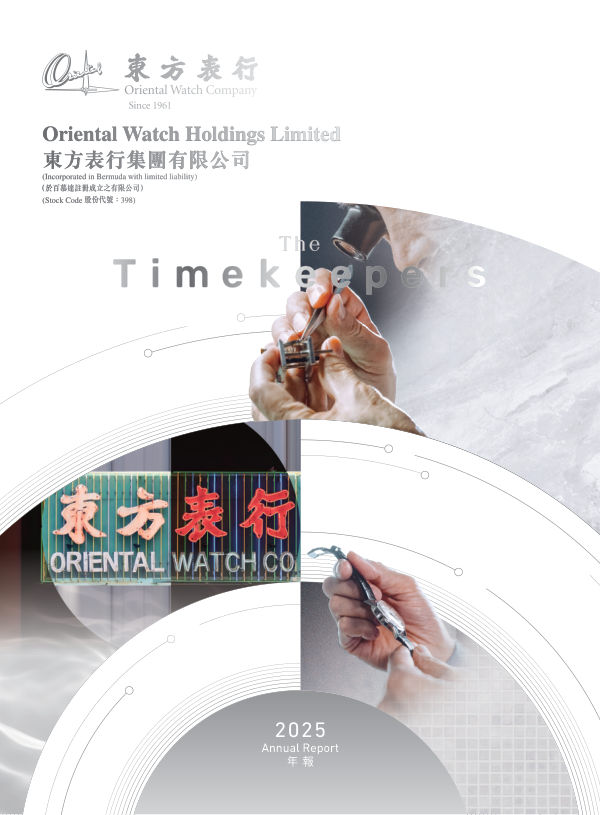 Orient
東方表行
Oriental Watch Company
Since 1961
Oriental Watch Holdings Limited
東方表行集團有限公司
(Incorporated in Bermuda with limited liability)
(於百慕達註冊成立之有限公司)
(Stock Code 股份代號：398)
The
Timekeepers
東方表行
ORIENTAL WATCH CO.
2025
Annual Report
年報